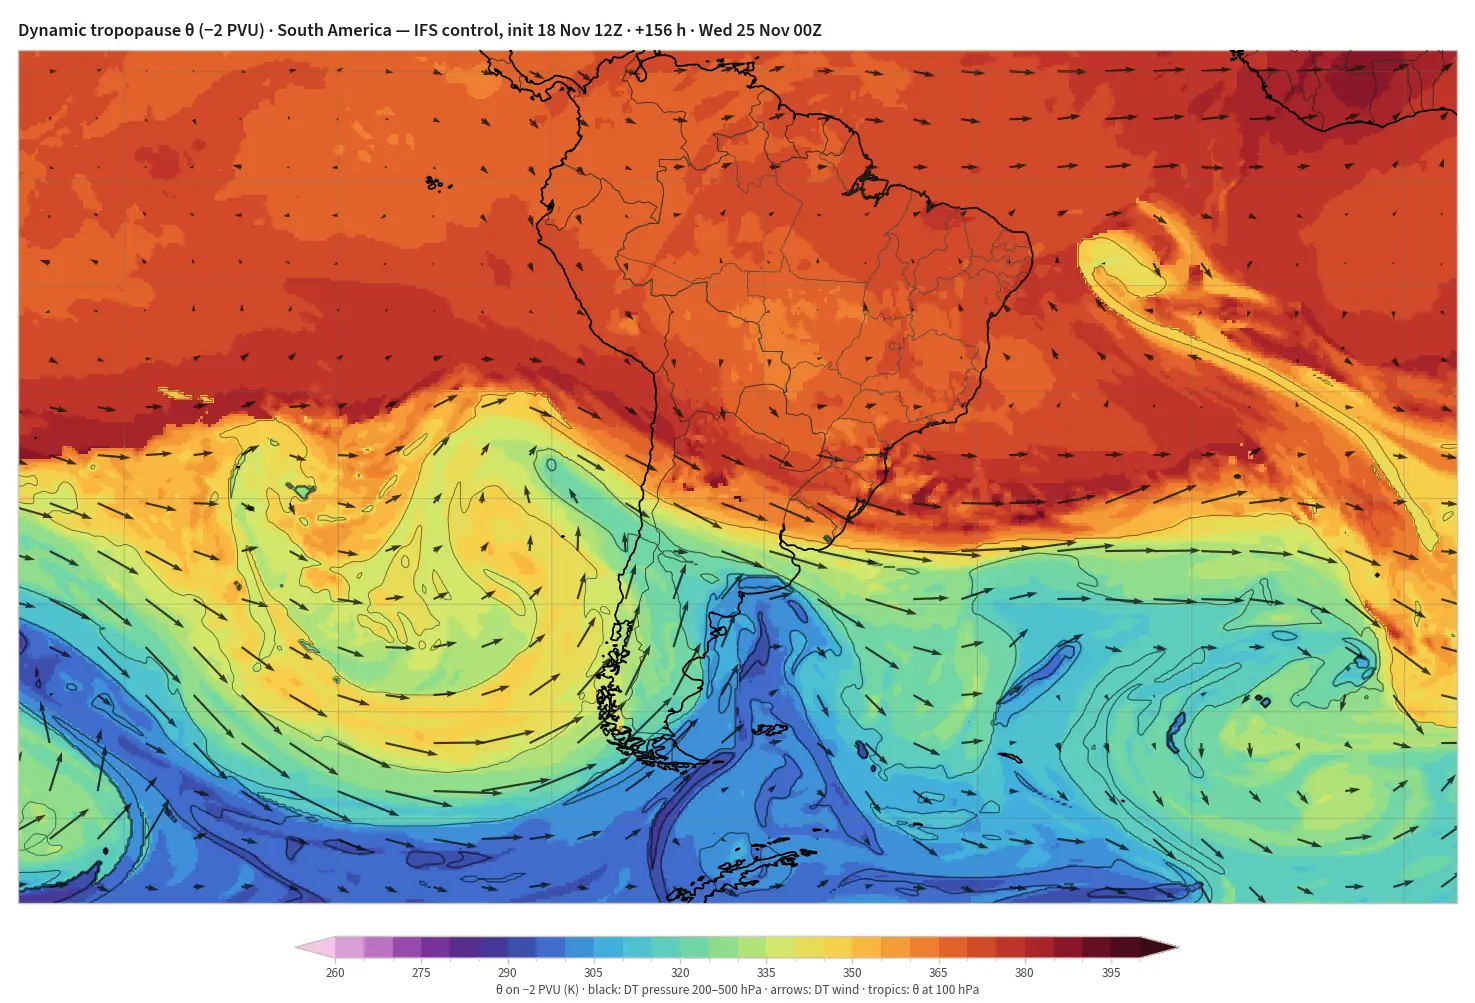 Dynamic tropopause θ (−2 PVU) · South America — IFS control, init 18 Nov 12Z · +156 h · Wed 25 Nov 00Z
260 275 290 305 320 335 350 365 380 395
θ on −2 PVU (K) · black: DT pressure 200–500 hPa · arrows: DT wind · tropics: θ at 100 hPa